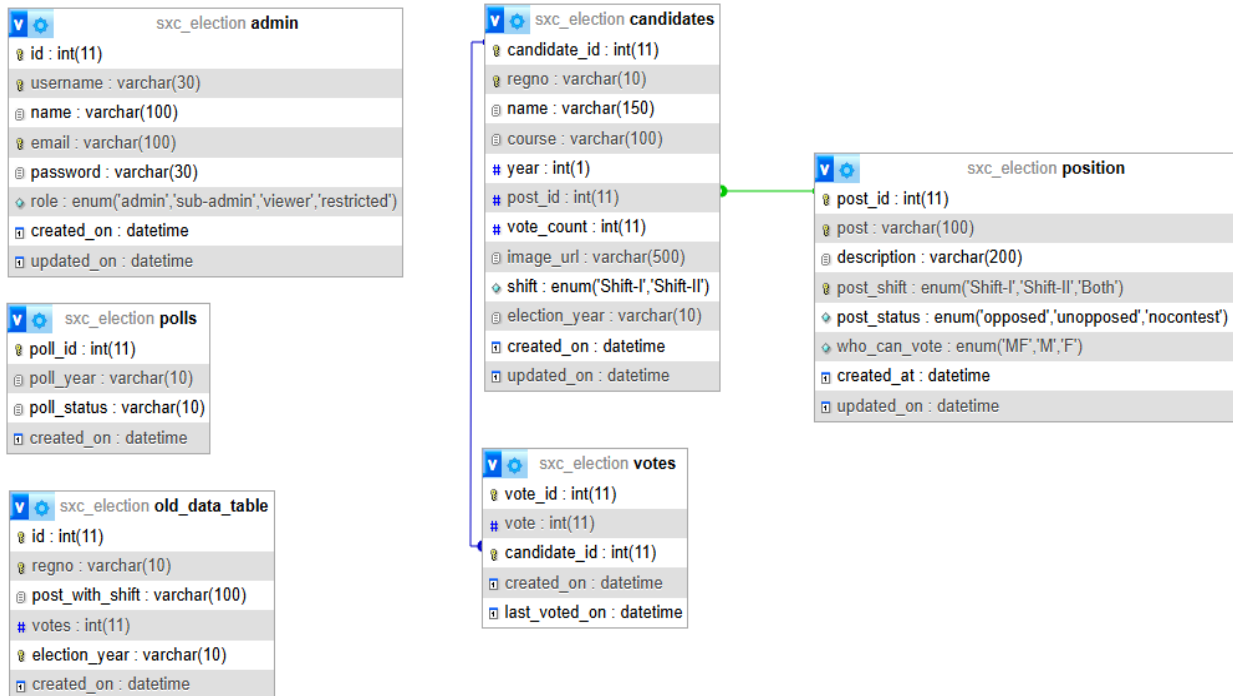 sxc_election admin
id : int(11)
username : varchar(30)
name : varchar(100)
email : varchar(100)
password : varchar(30)
role : enum('admin','sub-admin','viewer','restricted')
created_on : datetime
updated_on : datetime
sxc_election polls
poll_id : int(11)
poll_year : varchar(10)
poll_status : varchar(10)
created_on : datetime
sxc_election old_data_table
id : int(11)
regno : varchar(10)
post_with_shift : varchar(100)
votes : int(11)
election_year : varchar(10)
created_on : datetime
sxc_election candidates
candidate_id : int(11)
regno : varchar(10)
name : varchar(150)
course : varchar(100)
year : int(1)
post_id : int(11)
vote_count : int(11)
image_url : varchar(500)
shift : enum('Shift-I','Shift-II')
election_year : varchar(10)
created_on : datetime
updated_on : datetime
sxc_election votes
vote_id : int(11)
vote : int(11)
candidate_id : int(11)
created_on : datetime
last_voted_on : datetime
sxc_election position
post_id : int(11)
post : varchar(100)
description : varchar(200)
post_shift : enum('Shift-I','Shift-II','Both')
post_status : enum('opposed','unopposed','nocontest')
who_can_vote : enum('MF','M','F')
created_at : datetime
updated_on : datetime